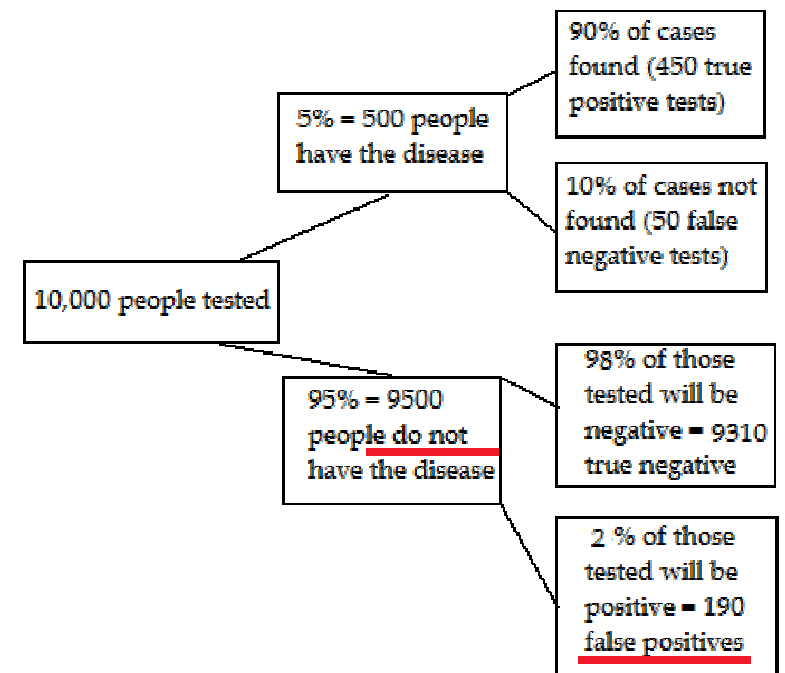 90% of cases
found (450 true
positive tests)
5% = 500 people
have the disease
10% of cases not
found (50 false
negative tests)
10,000 people tested
98% of those
tested will be
negative = 9310
true negative
95% = 9500
people do not
have the disease
2 % of those
tested will be
positive = 190
false positives